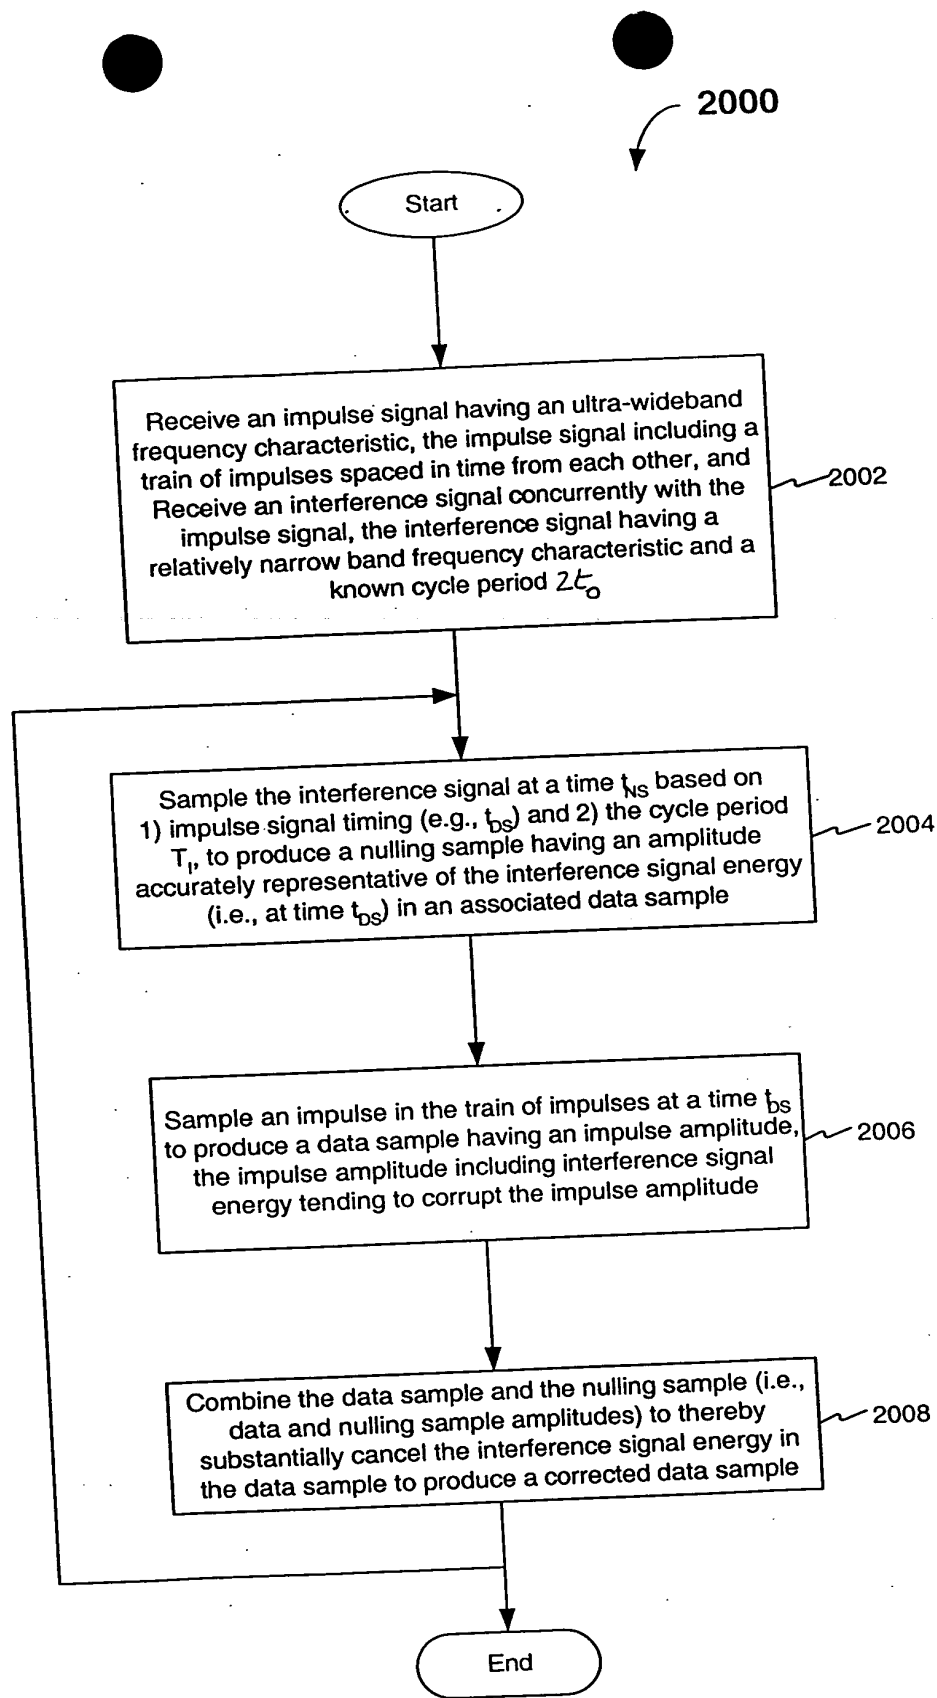 2000
Start
Receive an impulse signal having an ultra-wideband
frequency characteristic, the impulse signal including a
train of impulses spaced in time from each other, and
Receive an interference signal concurrently with the
impulse signal, the interference signal having a
relatively narrow band frequency characteristic and a
known cycle period 2t₀
2002
Sample the interference signal at a time t_NS based on
1) impulse signal timing (e.g., t_DS) and 2) the cycle period
T_I, to produce a nulling sample having an amplitude
accurately representative of the interference signal energy
(i.e., at time t_DS) in an associated data sample
2004
Sample an impulse in the train of impulses at a time t_DS
to produce a data sample having an impulse amplitude,
the impulse amplitude including interference signal
energy tending to corrupt the impulse amplitude
2006
Combine the data sample and the nulling sample (i.e.,
data and nulling sample amplitudes) to thereby
substantially cancel the interference signal energy in
the data sample to produce a corrected data sample
2008
End